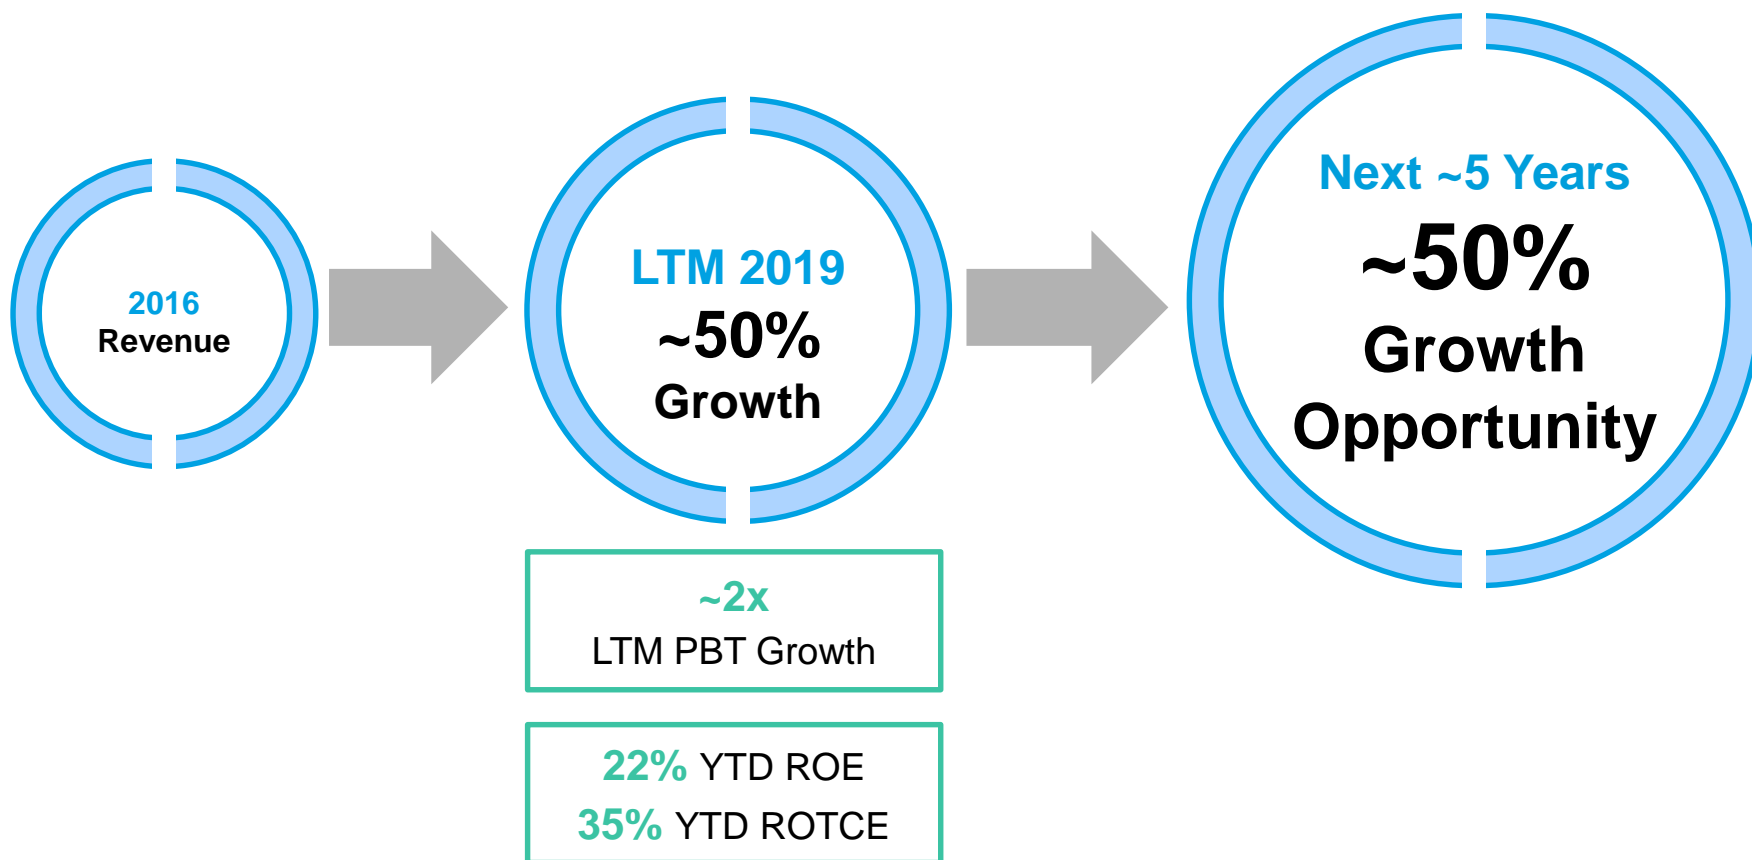 2016
Revenue
LTM 2019
~50%
Growth
Next ~5 Years
~50%
Growth
Opportunity
~2x
LTM PBT Growth
22% YTD ROE
35% YTD ROTCE